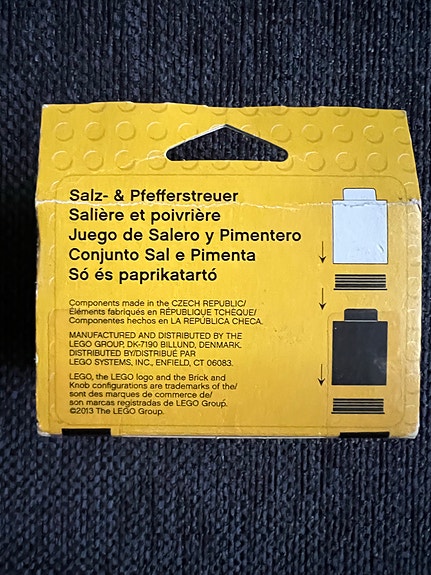 Salz- & Pfefferstreuer
Salière et poivrière
Juego de Salero y Pimentero
Conjunto Sal e Pimenta
Só és paprikatartó
Components made in the CZECH REPUBLIC/
Éléments fabriqués en RÉPUBLIQUE TCHÈQUE/
Componentes hechos en LA REPÚBLICA CHECA.
MANUFACTURED AND DISTRIBUTED BY THE
LEGO GROUP, DK-7190 BILLUND, DENMARK.
DISTRIBUTED BY/DISTRIBUÉ PAR
LEGO SYSTEMS, INC., ENFIELD, CT 06083.
LEGO, the LEGO logo and the Brick and
Knob configurations are trademarks of the/
sont des marques de commerce de/
son marcas registradas de LEGO Group.
©2013 The LEGO Group.